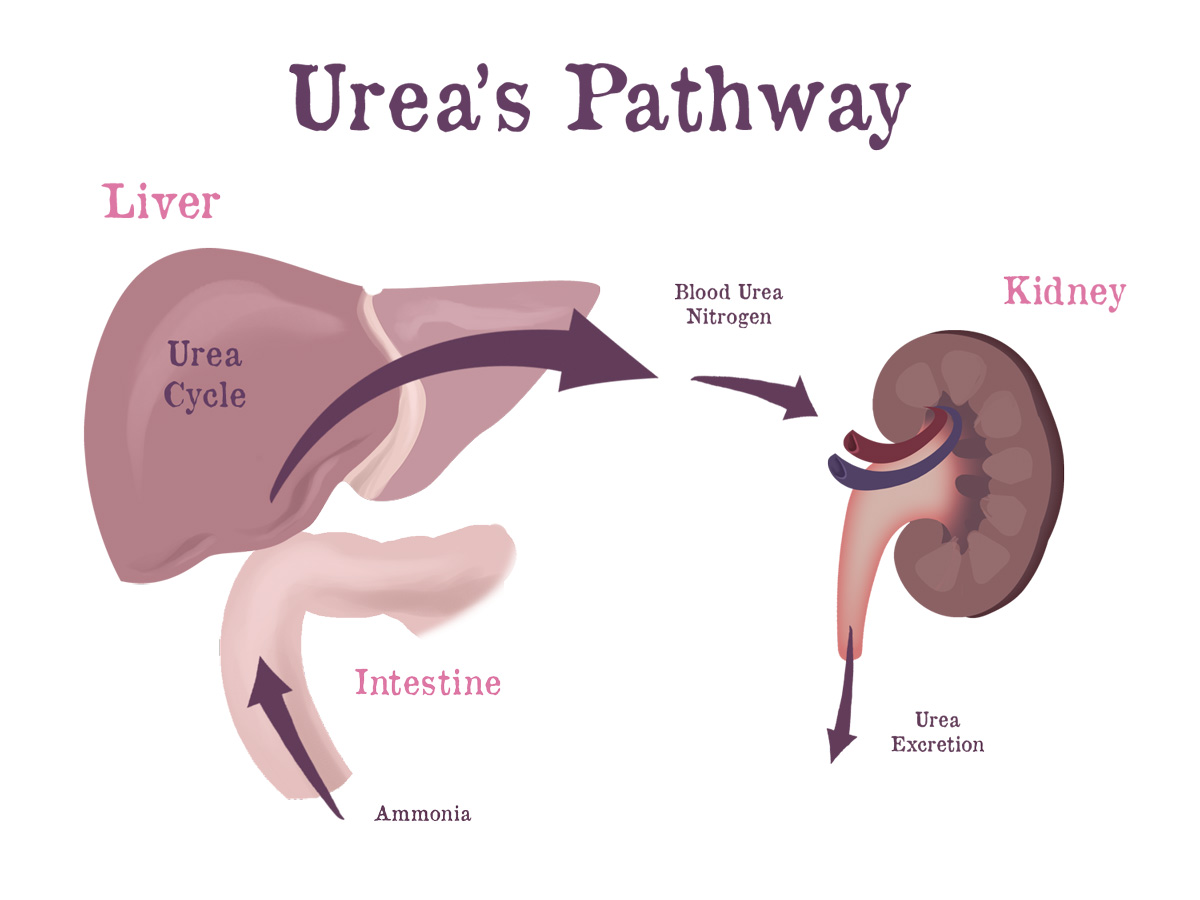 Urea's Pathway
Liver
Urea
Cycle
Blood Urea
Nitrogen
Kidney
Intestine
Ammonia
Urea
Excretion